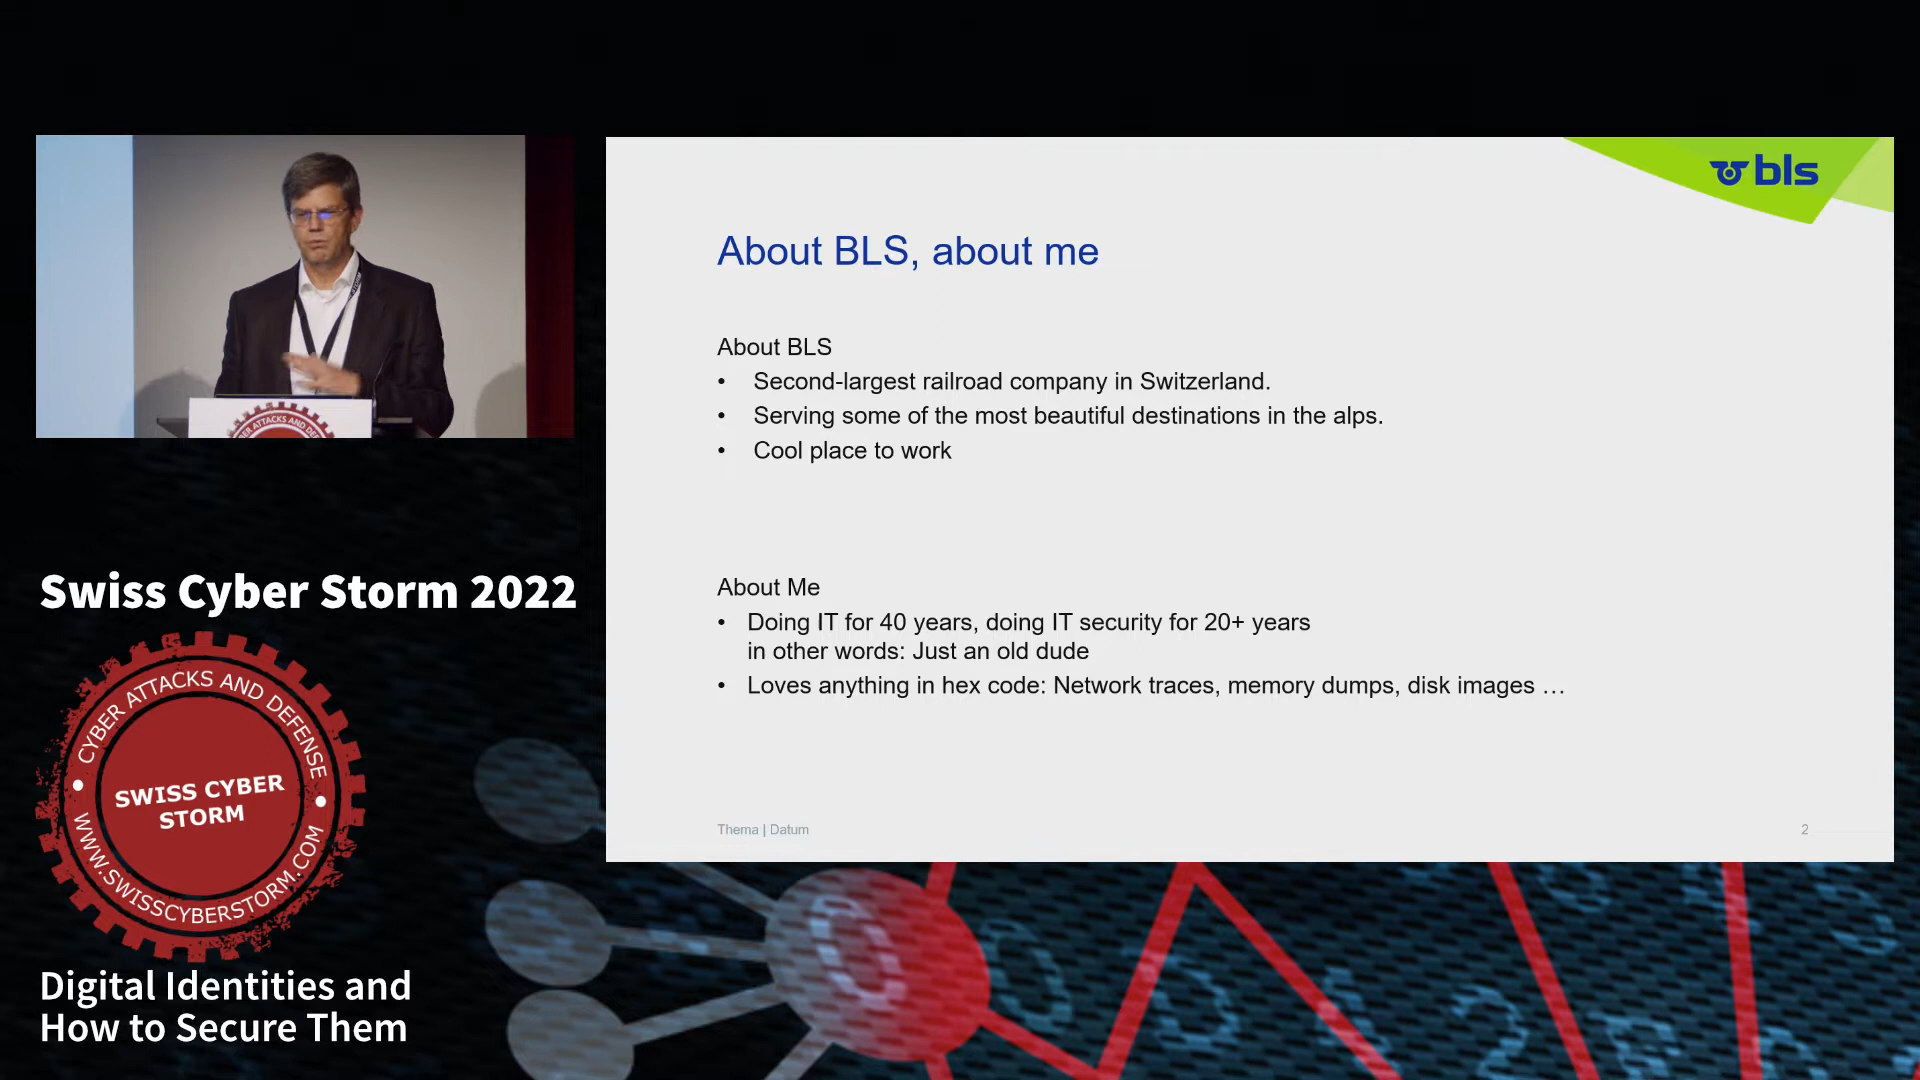 bls
About BLS, about me
About BLS
• Second-largest railroad company in Switzerland.
• Serving some of the most beautiful destinations in the alps.
• Cool place to work
About Me
• Doing IT for 40 years, doing IT security for 20+ years
in other words: Just an old dude
• Loves anything in hex code: Network traces, memory dumps, disk images …
Thema | Datum
2
Swiss Cyber Storm 2022
CYBER ATTACKS AND DEFENSE
SWISS CYBER
STORM
WWW.SWISSCYBERSTORM.COM
Digital Identities and
How to Secure Them